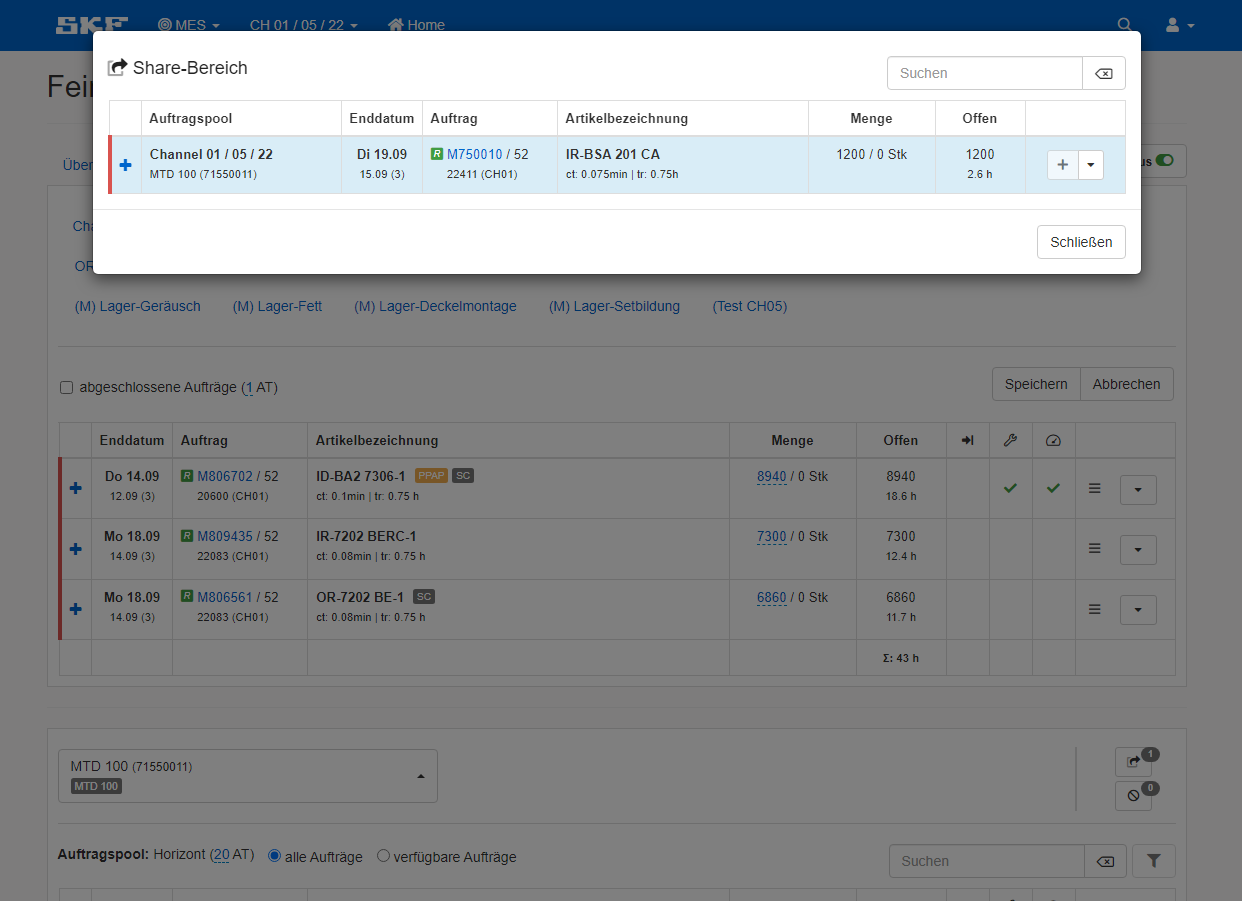 SKF MES CH 01 / 05 / 22 Home
Share-Bereich
Suchen
Auftragspool Enddatum Auftrag Artikelbezeichnung Menge Offen
Channel 01 / 05 / 22 Di 19.09 R M750010 / 52 IR-BSA 201 CA 1200 / 0 Stk 1200
MTD 100 (71550011) 15.09 (3) 22411 (CH01) ct: 0.075min | tr: 0.75h 2.6 h
Schließen
(M) Lager-Geräusch (M) Lager-Fett (M) Lager-Deckelmontage (M) Lager-Setbildung (Test CH05)
abgeschlossene Aufträge (1 AT)
Speichern Abbrechen
Enddatum Auftrag Artikelbezeichnung Menge Offen
Do 14.09 R M806702 / 52 ID-BA2 7306-1 PPAP SC 8940 / 0 Stk 8940
12.09 (3) 20600 (CH01) ct: 0.1min | tr: 0.75 h 18.6 h
Mo 18.09 R M809435 / 52 IR-7202 BERC-1 7300 / 0 Stk 7300
14.09 (3) 22083 (CH01) ct: 0.08min | tr: 0.75 h 12.4 h
Mo 18.09 R M806561 / 52 OR-7202 BE-1 SC 6860 / 0 Stk 6860
14.09 (3) 22083 (CH01) ct: 0.08min | tr: 0.75 h 11.7 h
Σ: 43 h
MTD 100 (71550011)
MTD 100
1
0
Auftragspool: Horizont (20 AT) alle Aufträge verfügbare Aufträge
Suchen